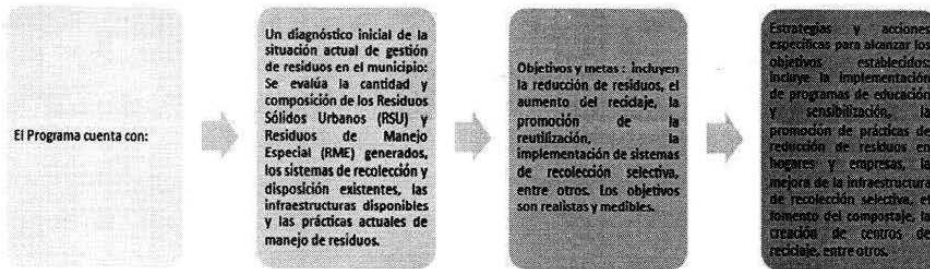 El Programa cuenta con:
Un diagnóstico inicial de la
situación actual de gestión
de residuos en el municipio:
Se evalúa la cantidad y
composición de los Residuos
Sólidos Urbanos (RSU) y
Residuos de Manejo
Especial (RME) generados,
los sistemas de recolección y
disposición existentes, las
infraestructuras disponibles
y las prácticas actuales de
manejo de residuos.
Objetivos y metas : incluyen
la reducción de residuos, el
aumento del reciclaje, la
promoción de la
reutilización, la
implementación de sistemas
de recolección selectiva,
entre otros. Los objetivos
son realistas y medibles.
Estrategias y acciones
específicas para alcanzar los
objetivos establecidos:
Incluye la implementación
de programas de educación
y sensibilización, la
promoción de prácticas de
reducción de residuos en
hogares y empresas, la
mejora de la infraestructura
de recolección selectiva, el
fomento del compostaje, la
creación de centros de
reciclaje, entre otros.